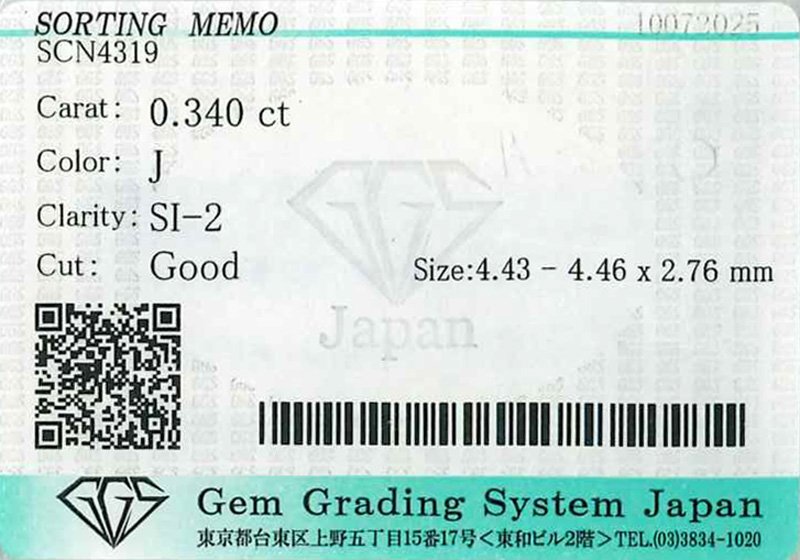 SORTING MEMO
10072025
SCN4319
Carat: 0.340 ct
Color: J
Clarity: SI-2
Cut: Good
Size:4.43 - 4.46 x 2.76 mm
GGS
Japan
GGS
Gem Grading System Japan
東京都台東区上野五丁目15番17号<東和ビル2階>TEL.(03)3834-1020